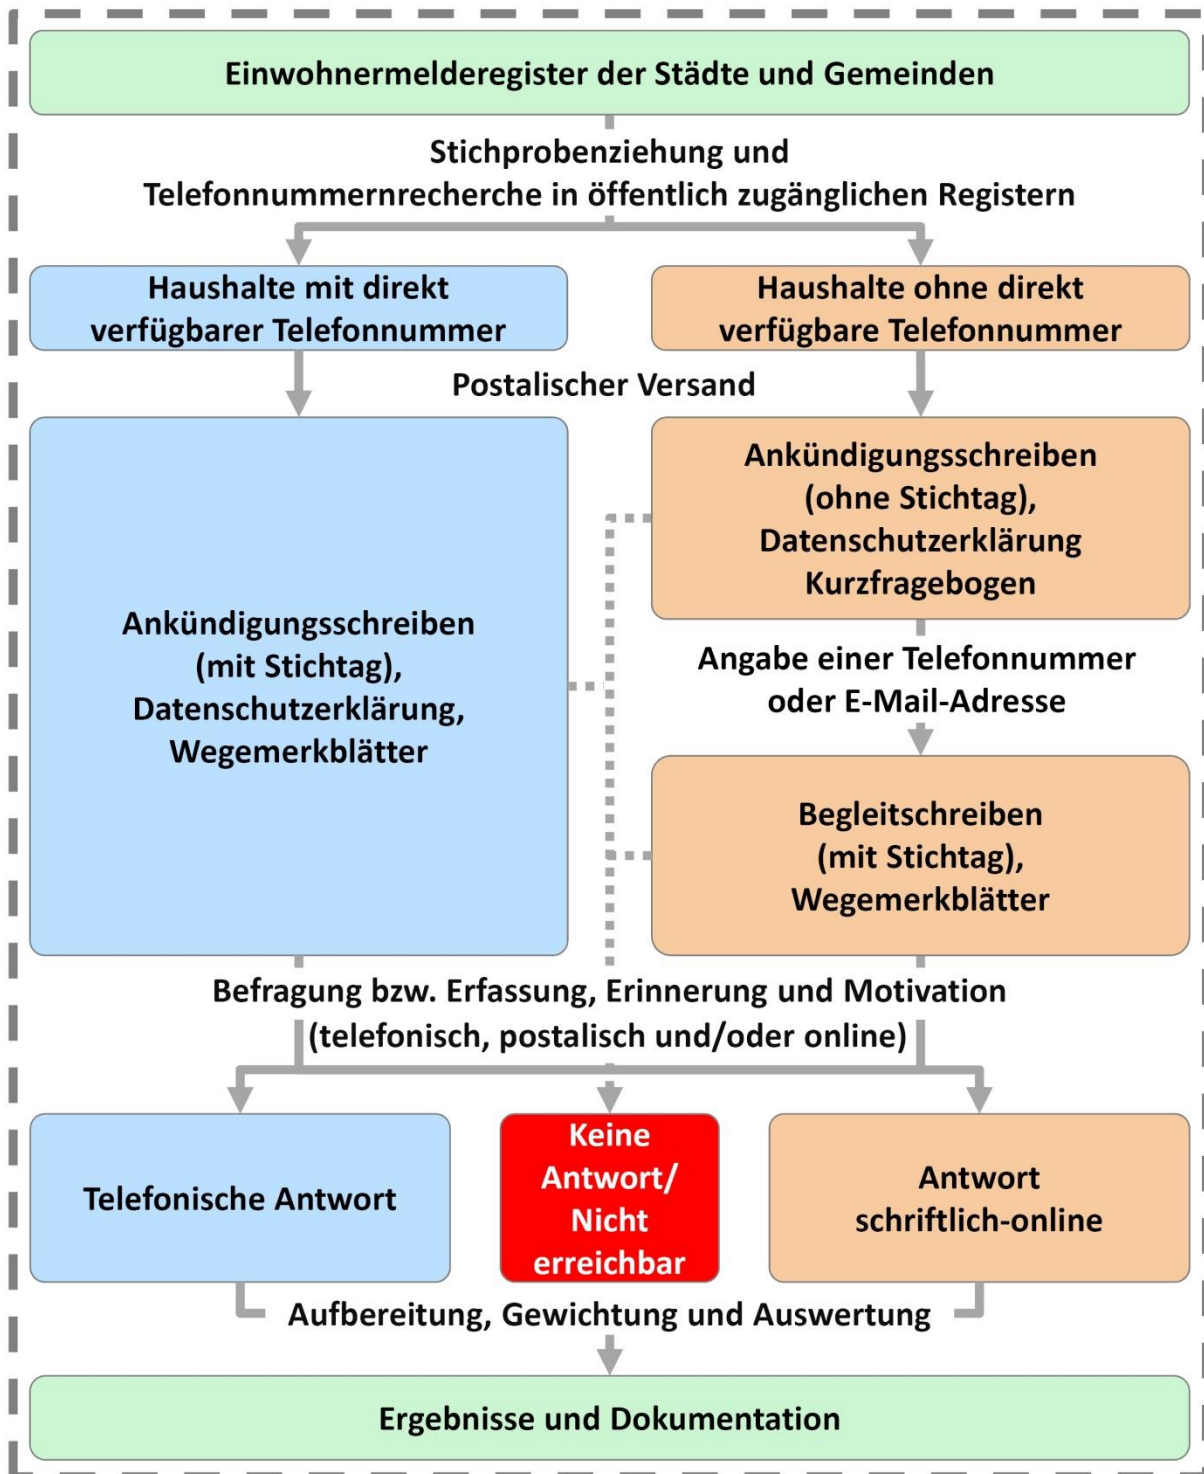 Einwohnermelderegister der Städte und Gemeinden
Stichprobenziehung und
Telefonnummernrecherche in öffentlich zugänglichen Registern
Haushalte mit direkt
verfügbarer Telefonnummer
Haushalte ohne direkt
verfügbare Telefonnummer
Postalischer Versand
Ankündigungsschreiben
(mit Stichtag),
Datenschutzerklärung,
Wegemerkblätter
Ankündigungsschreiben
(ohne Stichtag),
Datenschutzerklärung
Kurzfragebogen
Angabe einer Telefonnummer
oder E-Mail-Adresse
Begleitschreiben
(mit Stichtag),
Wegemerkblätter
Befragung bzw. Erfassung, Erinnerung und Motivation
(telefonisch, postalisch und/oder online)
Telefonische Antwort
Keine
Antwort/
Nicht
erreichbar
Antwort
schriftlich-online
Aufbereitung, Gewichtung und Auswertung
Ergebnisse und Dokumentation